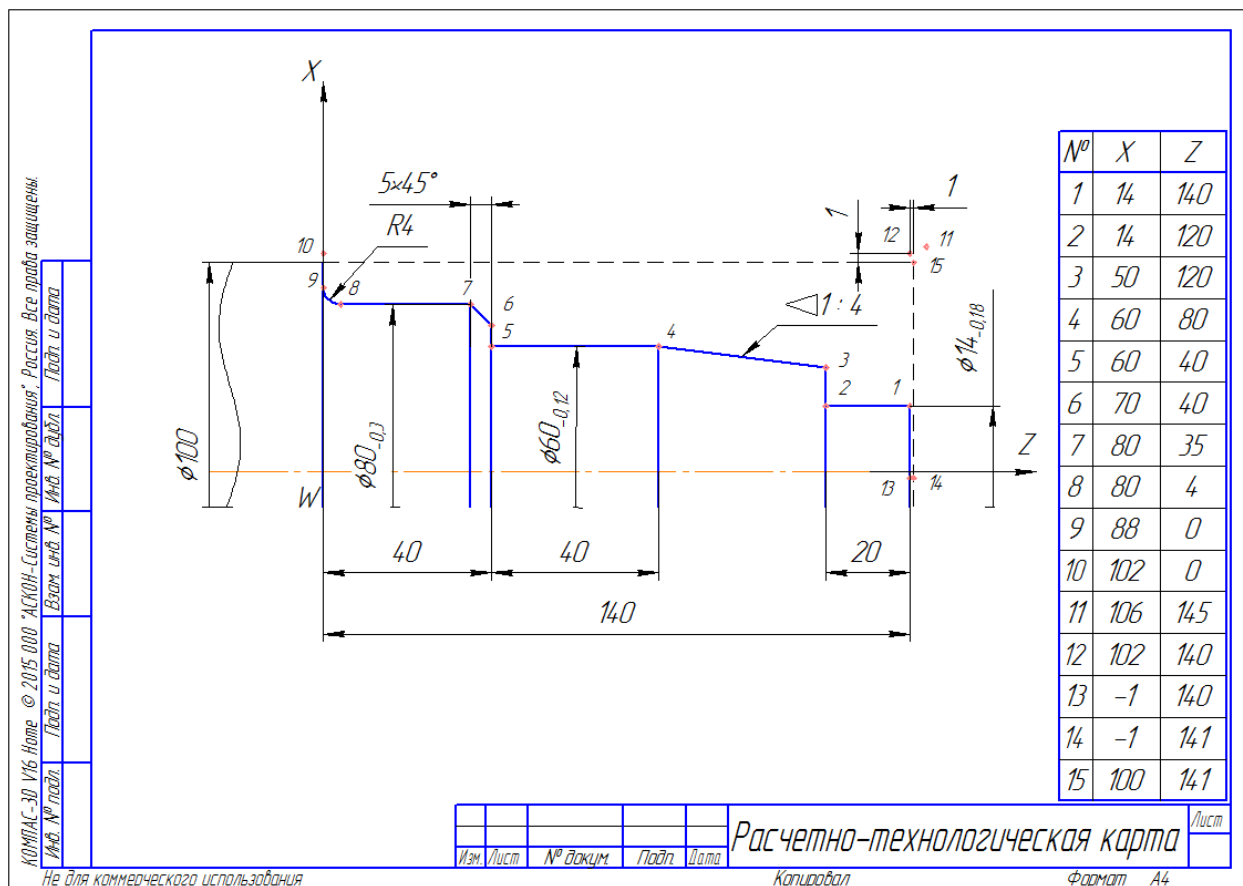 X
5×45°
R4
1
1
10
12
11
15
9
8
7
6
5
4
3
2
1
◁1:4
⌀14-0,18
⌀100
⌀80-0,3
⌀60-0,12
Z
W
13
14
40
40
20
140
№ X Z
1 14 140
2 14 120
3 50 120
4 60 80
5 60 40
6 70 40
7 80 35
8 80 4
9 88 0
10 102 0
11 106 145
12 102 140
13 -1 140
14 -1 141
15 100 141
КОМПАС-3D V16 Home © 2015 ООО "АСКОН-Системы проектирования", Россия. Все права защищены.
Подп. и дата
Инв. № дубл.
Взам. инв. №
Подп. и дата
Инв. № подл.
Изм. Лист № докум. Подп. Дата
Расчетно-технологическая карта
Лист
Не для коммерческого использования
Копировал
Формат А4